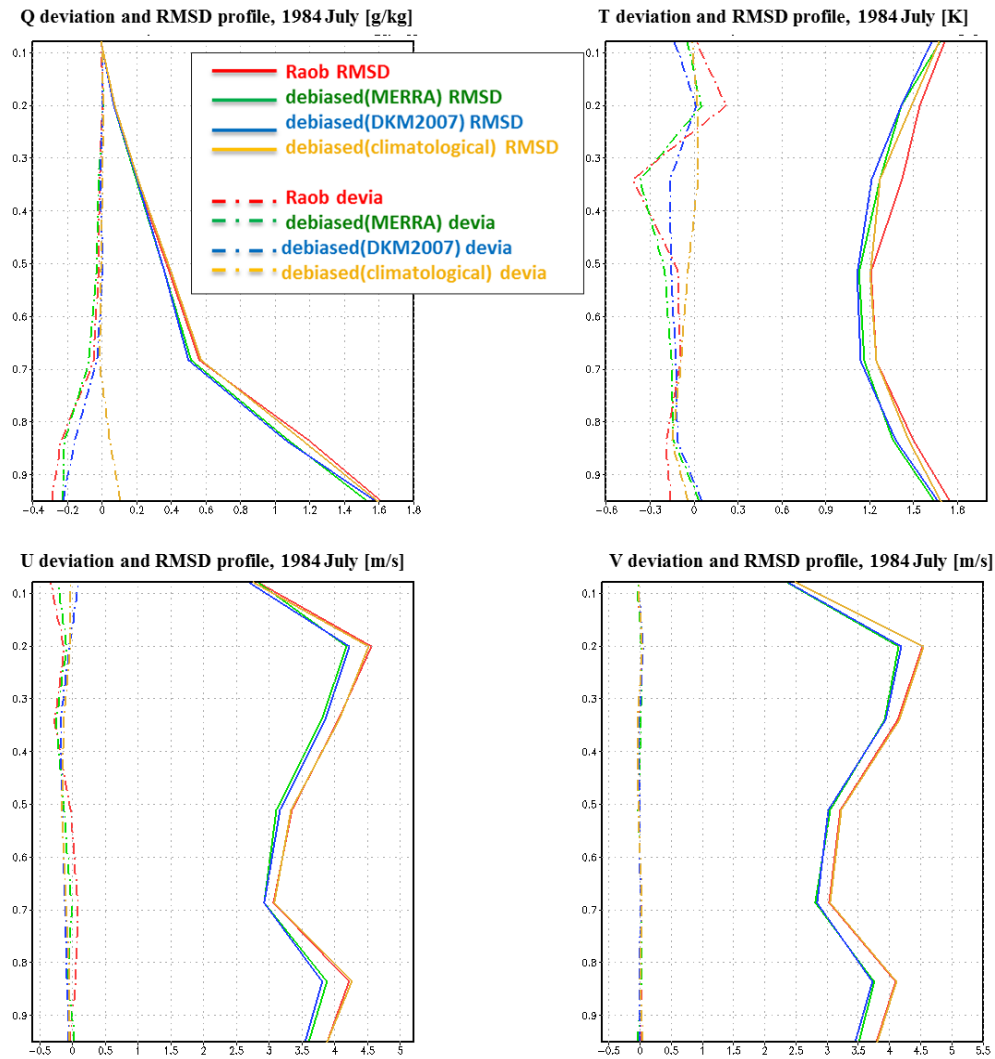 Q deviation and RMSD profile, 1984 July [g/kg]
T deviation and RMSD profile, 1984 July [K]
Raob RMSD
debiased(MERRA) RMSD
debiased(DKM2007) RMSD
debiased(climatological) RMSD
Raob devia
debiased(MERRA) devia
debiased(DKM2007) devia
debiased(climatological) devia
0.1
0.2
0.3
0.4
0.5
0.6
0.7
0.8
0.9
-0.4 -0.2 0 0.2 0.4 0.6 0.8 1 1.2 1.4 1.6 1.8
0.1
0.2
0.3
0.4
0.5
0.6
0.7
0.8
0.9
-0.6 -0.3 0 0.3 0.6 0.9 1.2 1.5 1.8
U deviation and RMSD profile, 1984 July [m/s]
V deviation and RMSD profile, 1984 July [m/s]
0.1
0.2
0.3
0.4
0.5
0.6
0.7
0.8
0.9
-0.5 0 0.5 1 1.5 2 2.5 3 3.5 4 4.5 5
0.1
0.2
0.3
0.4
0.5
0.6
0.7
0.8
0.9
-0.5 0 0.5 1 1.5 2 2.5 3 3.5 4 4.5 5 5.5